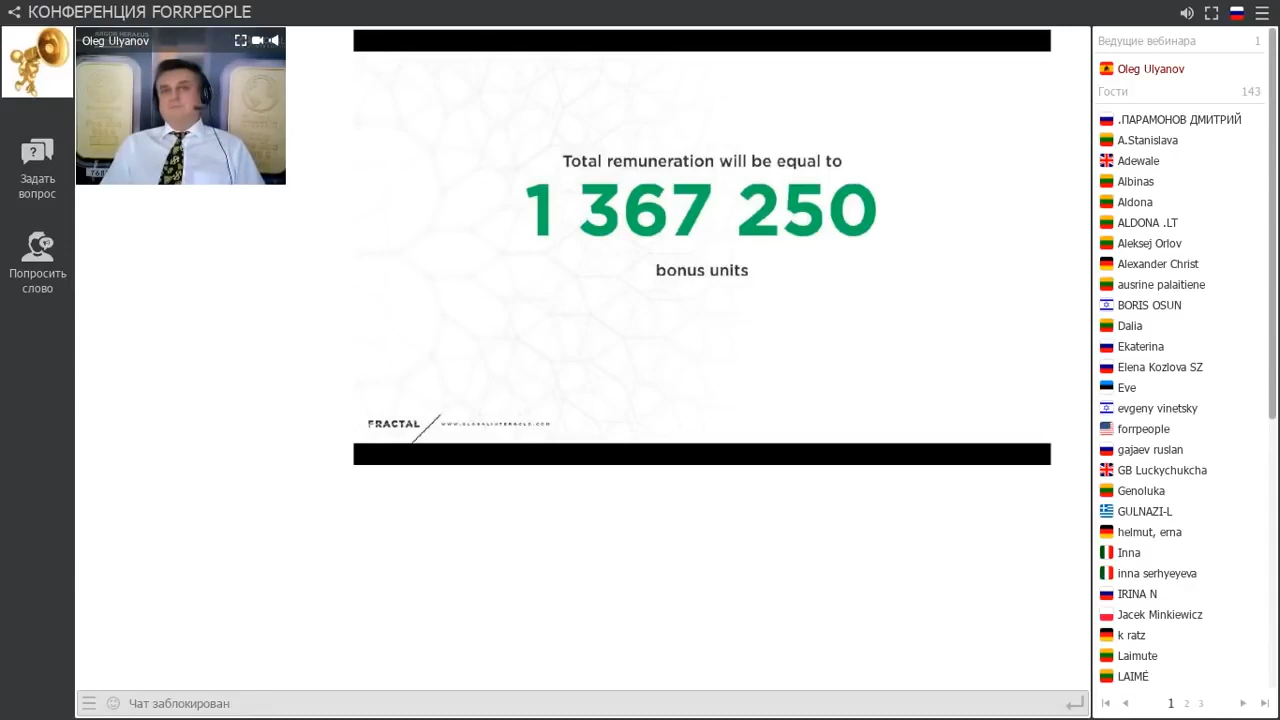 КОНФЕРЕНЦИЯ FORRPEOPLE
Oleg Ulyanov
ARGOR HERAEUS
Задать
вопрос
Попросить
слово
Total remuneration will be equal to
1 367 250
bonus units
FRACTAL
Чат заблокирован
Ведущие вебинара 1
Oleg Ulyanov
Гости 143
.ПАРАМОНОВ ДМИТРИЙ
A.Stanislava
Adewale
Albinas
Aldona
ALDONA .LT
Aleksej Orlov
Alexander Christ
ausrine palaitiene
BORIS OSUN
Dalia
Ekaterina
Elena Kozlova SZ
Eve
evgeny vinetsky
forrpeople
gajaev ruslan
GB Luckychukcha
Genoluka
GULNAZI-L
helmut, erna
Inna
inna serhyeyeva
IRINA N
Jacek Minkiewicz
k ratz
Laimute
LAIMĖ
1 2 3